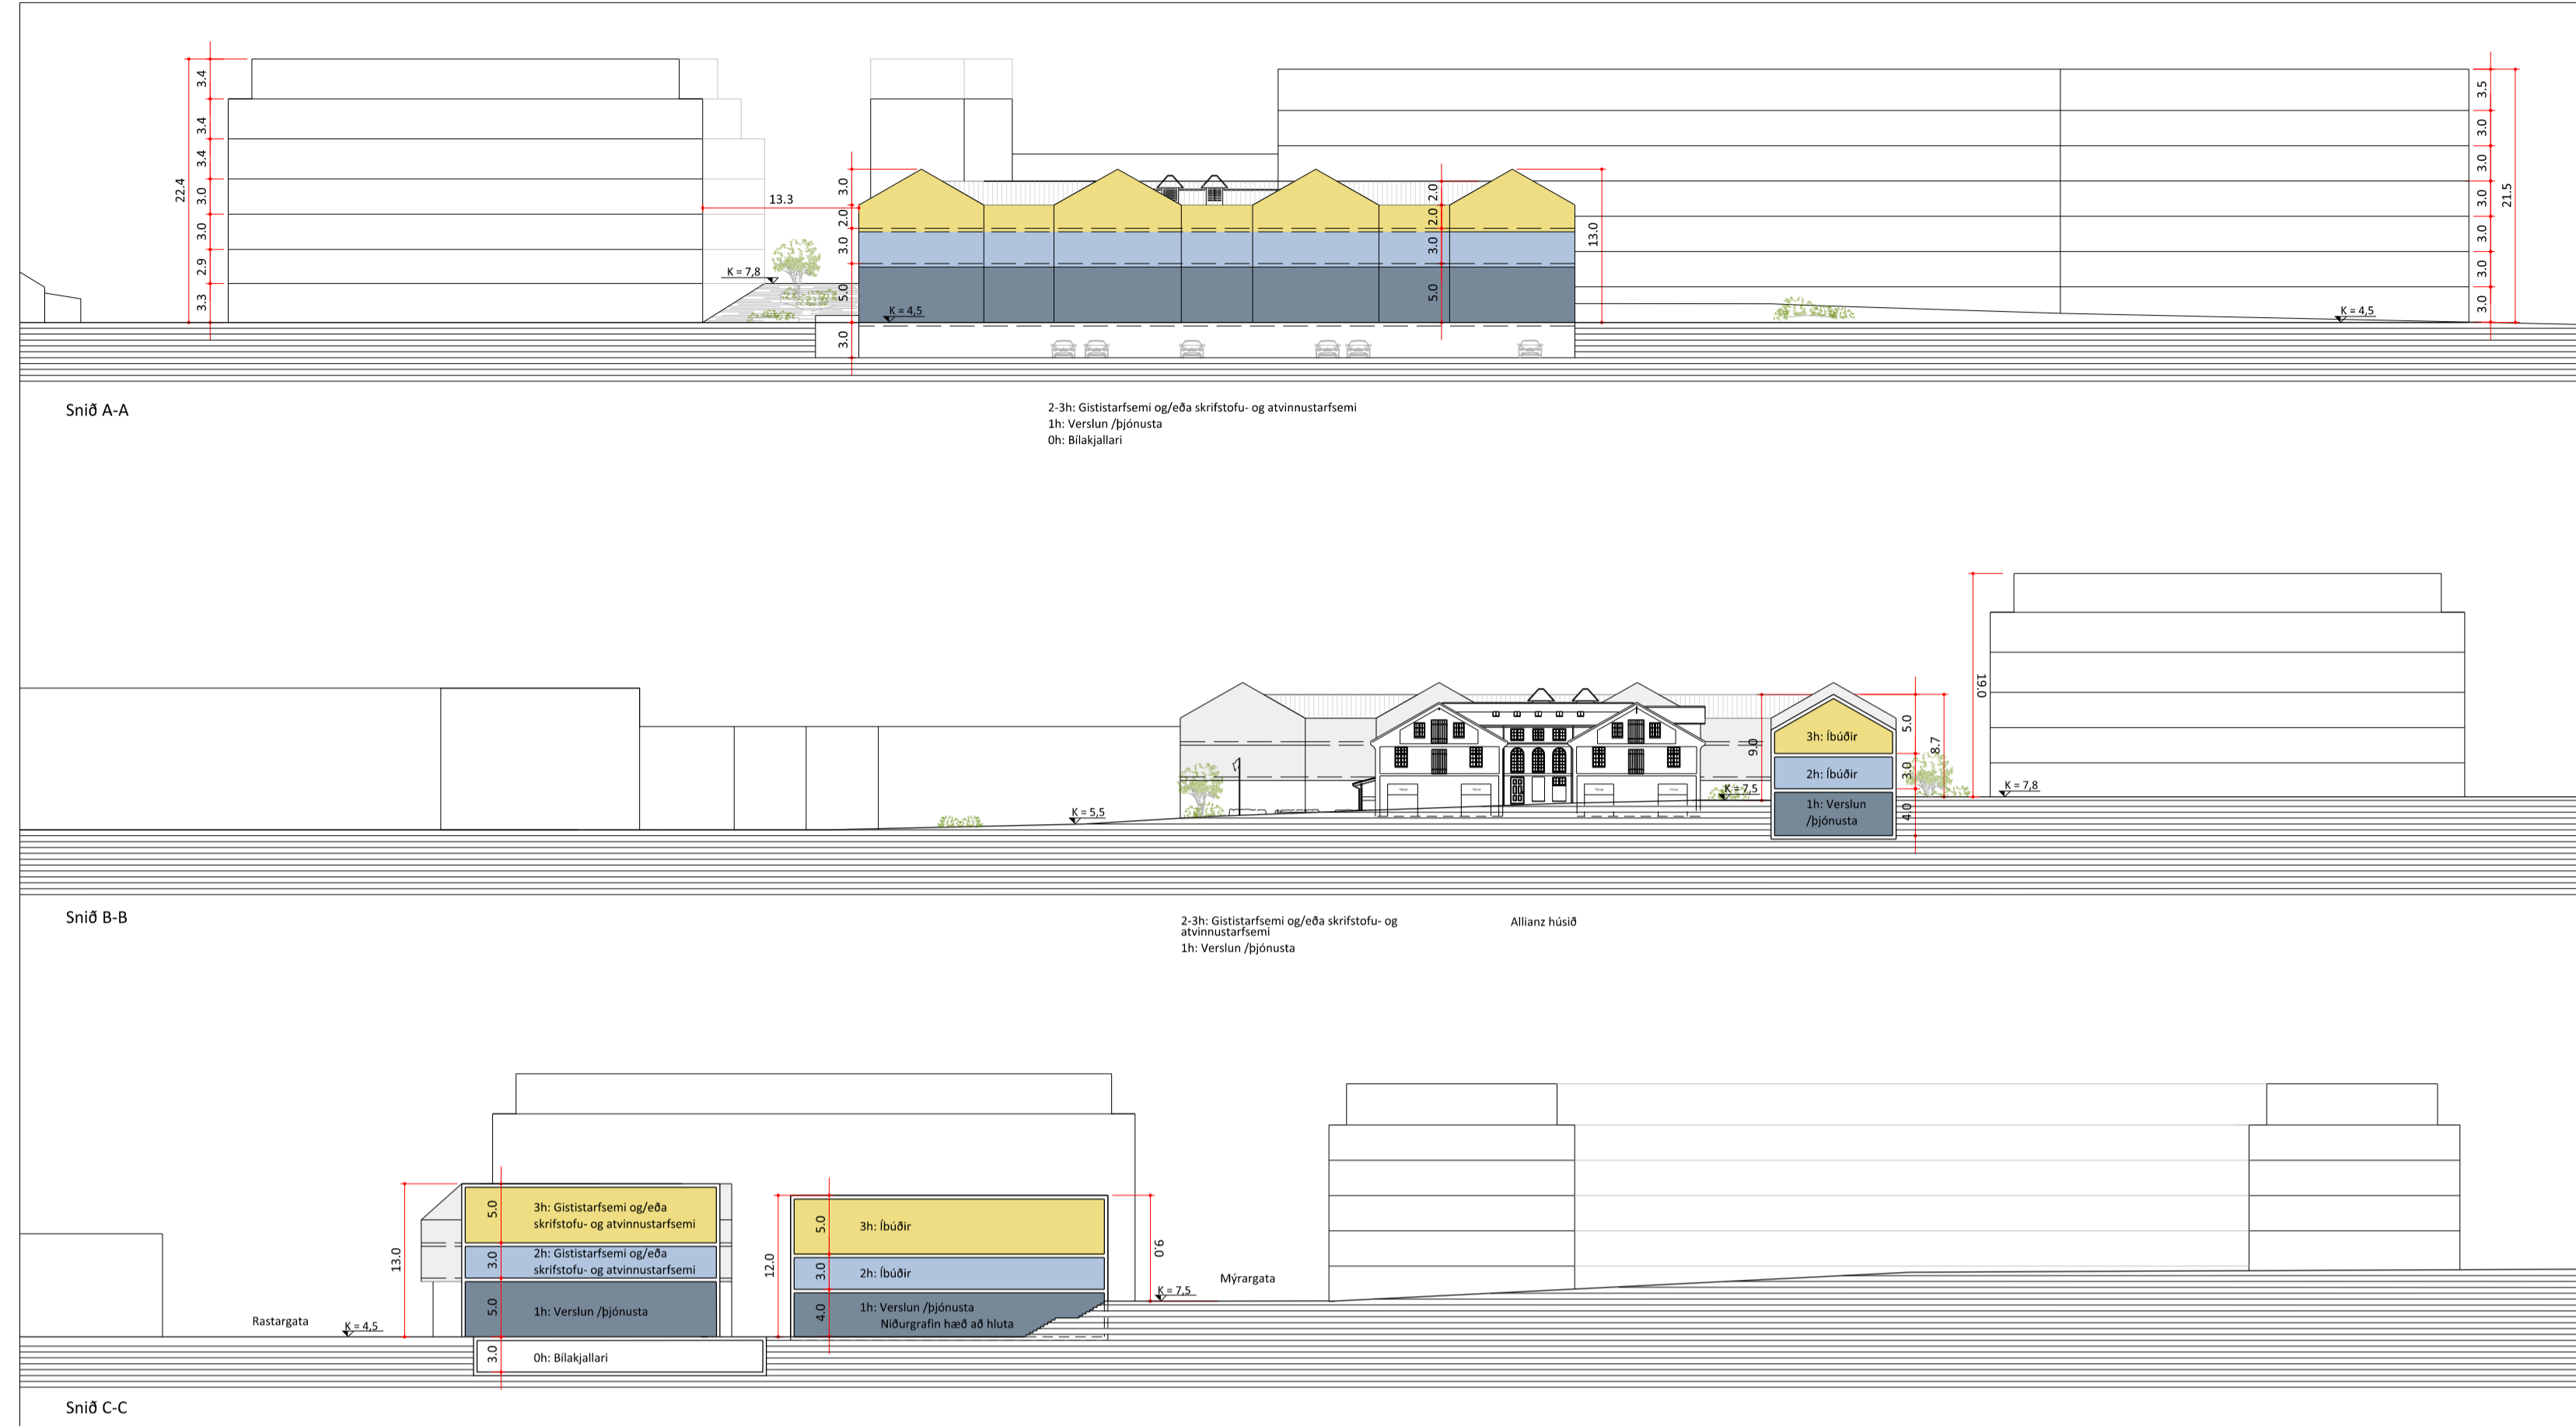 3.4
3.4
3.4
3.0
3.0
2.9
3.3
22.4
13.3
K = 7,8
3.0
2.0
3.0
5.0
3.0
K = 4,5
2.0
2.0
3.0
5.0
13.0
K = 4,5
3.5
3.0
3.0
3.0
3.0
3.0
3.0
21.5
Snið A-A
2-3h: Gististarfsemi og/eða skrifstofu- og atvinnustarfsemi
1h: Verslun /þjónusta
0h: Bílakjallari
K = 5,5
9.0
K = 7,5
3h: Íbúðir
2h: Íbúðir
1h: Verslun
/þjónusta
5.0
3.0
4.0
8.7
19.0
K = 7,8
Snið B-B
2-3h: Gististarfsemi og/eða skrifstofu- og
atvinnustarfsemi
1h: Verslun /þjónusta
Allianz húsið
Rastargata
K = 4,5
13.0
5.0
3.0
5.0
3.0
3h: Gististarfsemi og/eða
skrifstofu- og atvinnustarfsemi
2h: Gististarfsemi og/eða
skrifstofu- og atvinnustarfsemi
1h: Verslun /þjónusta
0h: Bílakjallari
12.0
5.0
3.0
4.0
3h: Íbúðir
2h: Íbúðir
1h: Verslun /þjónusta
Niðurgrafin hæð að hluta
9.0
K = 7,5
Mýrargata
Snið C-C